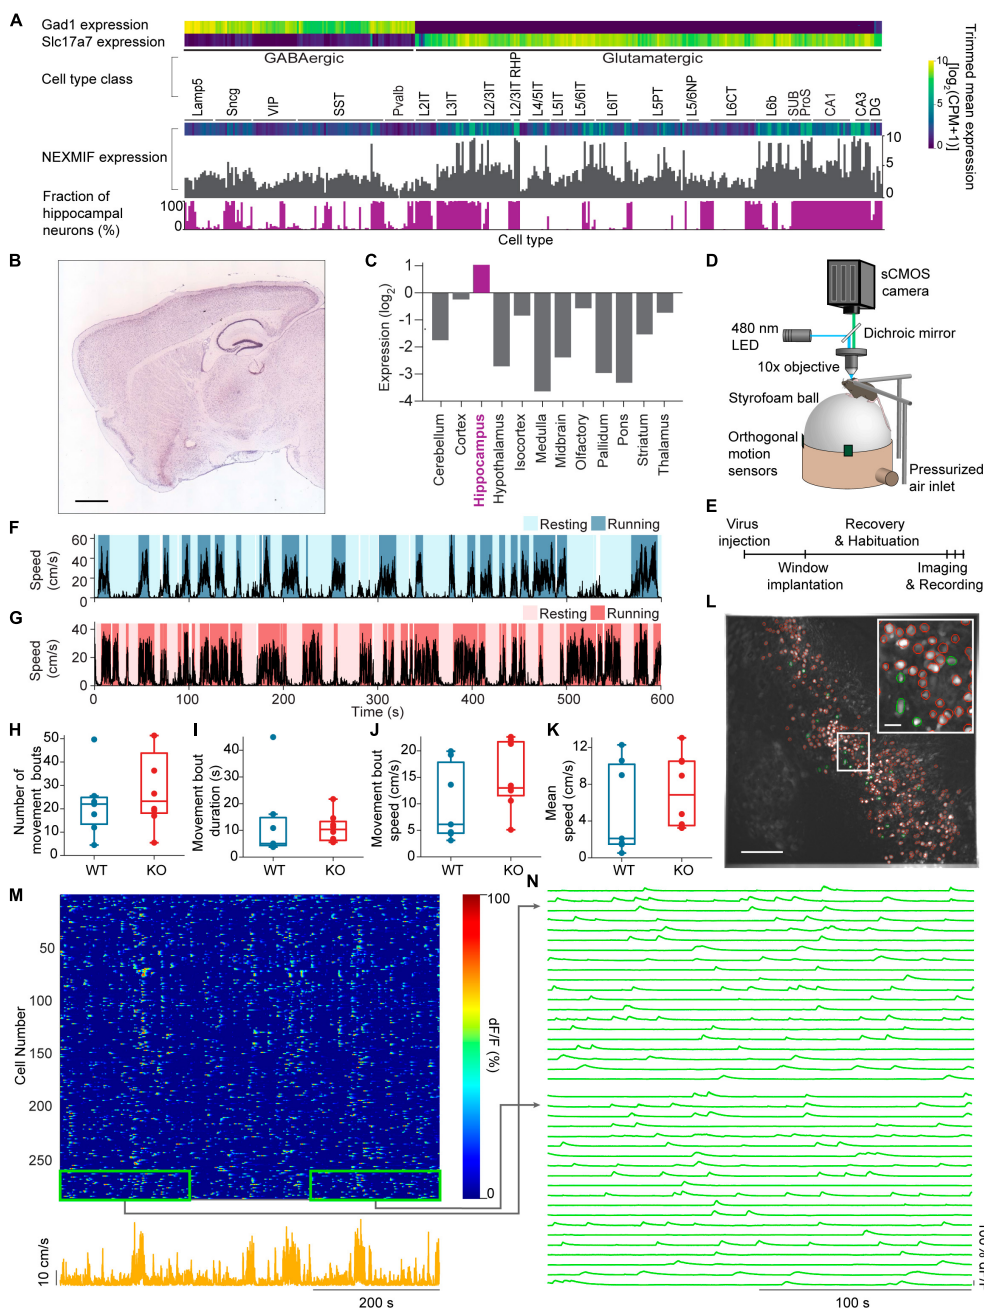 A
Gad1 expression
Slc17a7 expression
GABAergic
Glutamatergic
Cell type class
Lamp5
Sncg
VIP
SST
Pvalb
L2IT
L3IT
L2/3IT
L2/3IT RHP
L4/5IT
L5IT
L5/6IT
L6IT
L5PT
L5/6NP
L6CT
L6b
SUB
ProS
CA1
CA3
DG
10
5
0
Trimmed mean expression
[log2(CPM+1)]
NEXMIF expression
10
5
0
Fraction of
hippocampal
neurons (%)
100
0
Cell type
B
C
1
0
-1
-2
-3
-4
Expression (log2)
Cerebellum
Cortex
Hippocampus
Hypothalamus
Isocortex
Medulla
Midbrain
Olfactory
Pallidum
Pons
Striatum
Thalamus
D
sCMOS
camera
480 nm
LED
Dichroic mirror
10x objective
Styrofoam ball
Orthogonal
motion
sensors
Pressurized
air inlet
E
Virus
injection
Recovery
& Habituation
Window
implantation
Imaging
& Recording
F
Resting
Running
60
40
20
0
Speed
(cm/s)
G
Resting
Running
40
20
0
Speed
(cm/s)
0
100
200
300
400
500
600
Time (s)
H
50
40
30
20
10
0
Number of
movement bouts
WT
KO
I
40
30
20
10
0
Movement bout
duration (s)
WT
KO
J
20
15
10
5
0
Movement bout
speed (cm/s)
WT
KO
K
12
8
4
0
Mean
speed (cm/s)
WT
KO
L
M
50
100
150
200
250
Cell Number
100
0
dF/F (%)
10 cm/s
200 s
N
100 s
100% dF/F